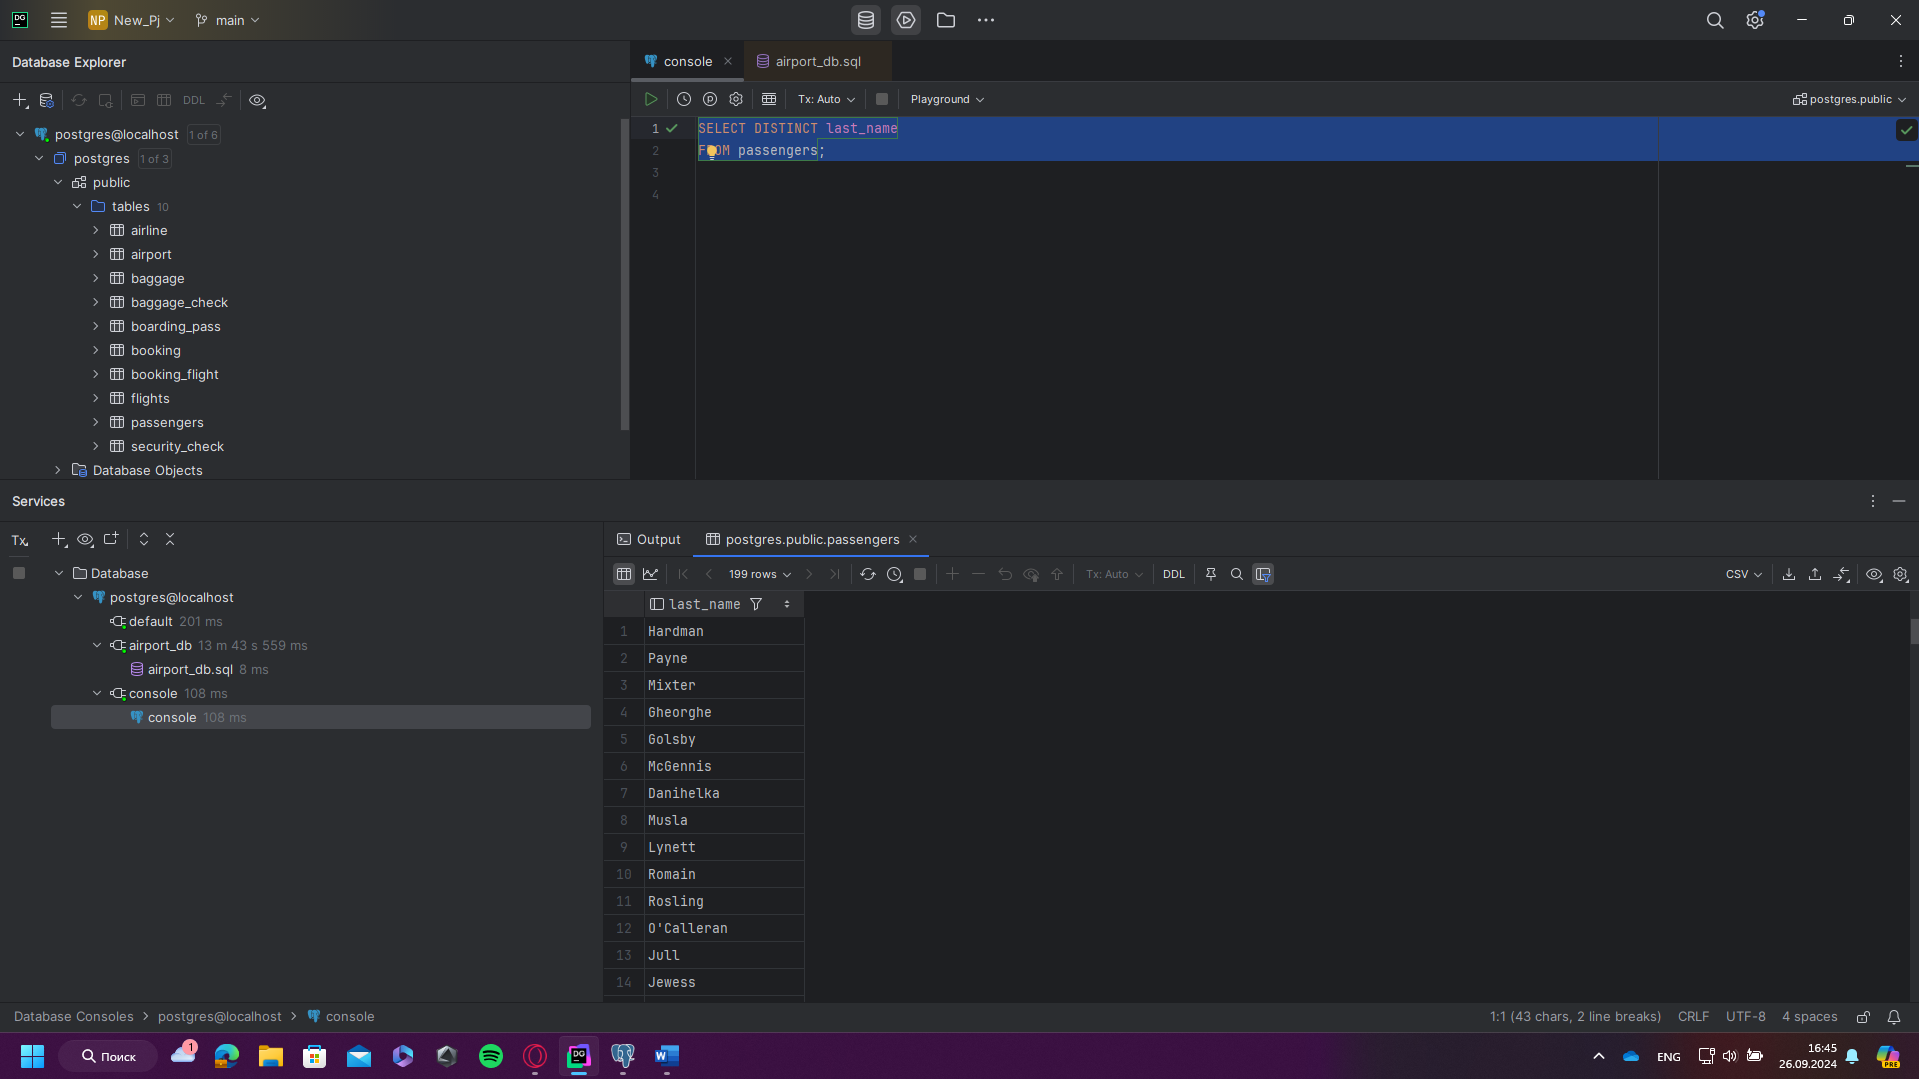 NP New_Pj main
Database Explorer
DDL
postgres@localhost 1 of 6
postgres 1 of 3
public
tables 10
airline
airport
baggage
baggage_check
boarding_pass
booking
booking_flight
flights
passengers
security_check
Database Objects
console airport_db.sql
Tx: Auto Playground postgres.public
1 SELECT DISTINCT last_name
2 FROM passengers;
3
4
Services
Tx
Database
postgres@localhost
default 201 ms
airport_db 13 m 43 s 559 ms
airport_db.sql 8 ms
console 108 ms
console 108 ms
Output postgres.public.passengers
199 rows Tx: Auto DDL CSV
last_name
1 Hardman
2 Payne
3 Mixter
4 Gheorghe
5 Golsby
6 McGennis
7 Danihelka
8 Musla
9 Lynett
10 Romain
11 Rosling
12 O'Calleran
13 Jull
14 Jewess
Database Consoles > postgres@localhost > console
1:1 (43 chars, 2 line breaks) CRLF UTF-8 4 spaces
Поиск 1 DG ENG 16:45
26.09.2024
PRE